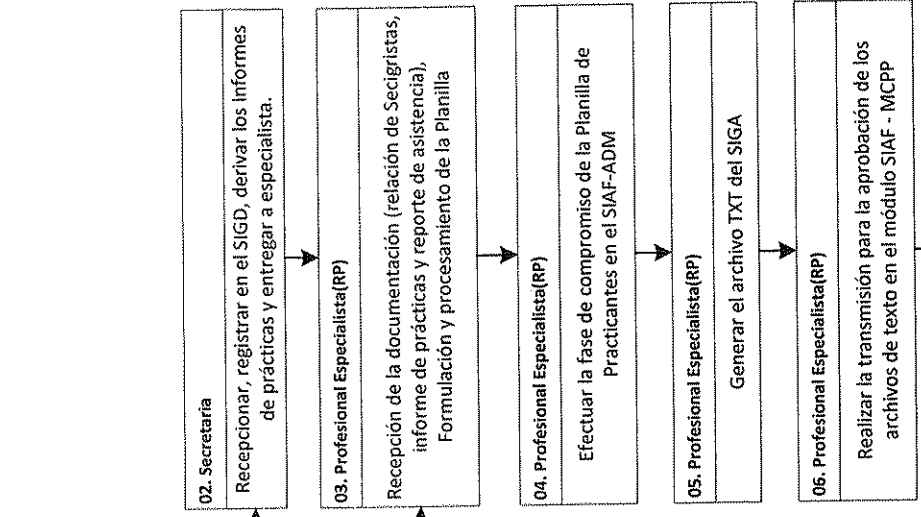 02. Secretaria
Recepcionar, registrar en el SIGD, derivar los informes
de prácticas y entregar a especialista.
03. Profesional Especialista(RP)
Recepción de la documentación (relación de Secigristas,
informe de prácticas y reporte de asistencia),
Formulación y procesamiento de la Planilla
04. Profesional Especialista(RP)
Efectuar la fase de compromiso de la Planilla de
Practicantes en el SIAF-ADM
05. Profesional Especialista(RP)
Generar el archivo TXT del SIGA
06. Profesional Especialista(RP)
Realizar la transmisión para la aprobación de los
archivos de texto en el módulo SIAF - MCPP